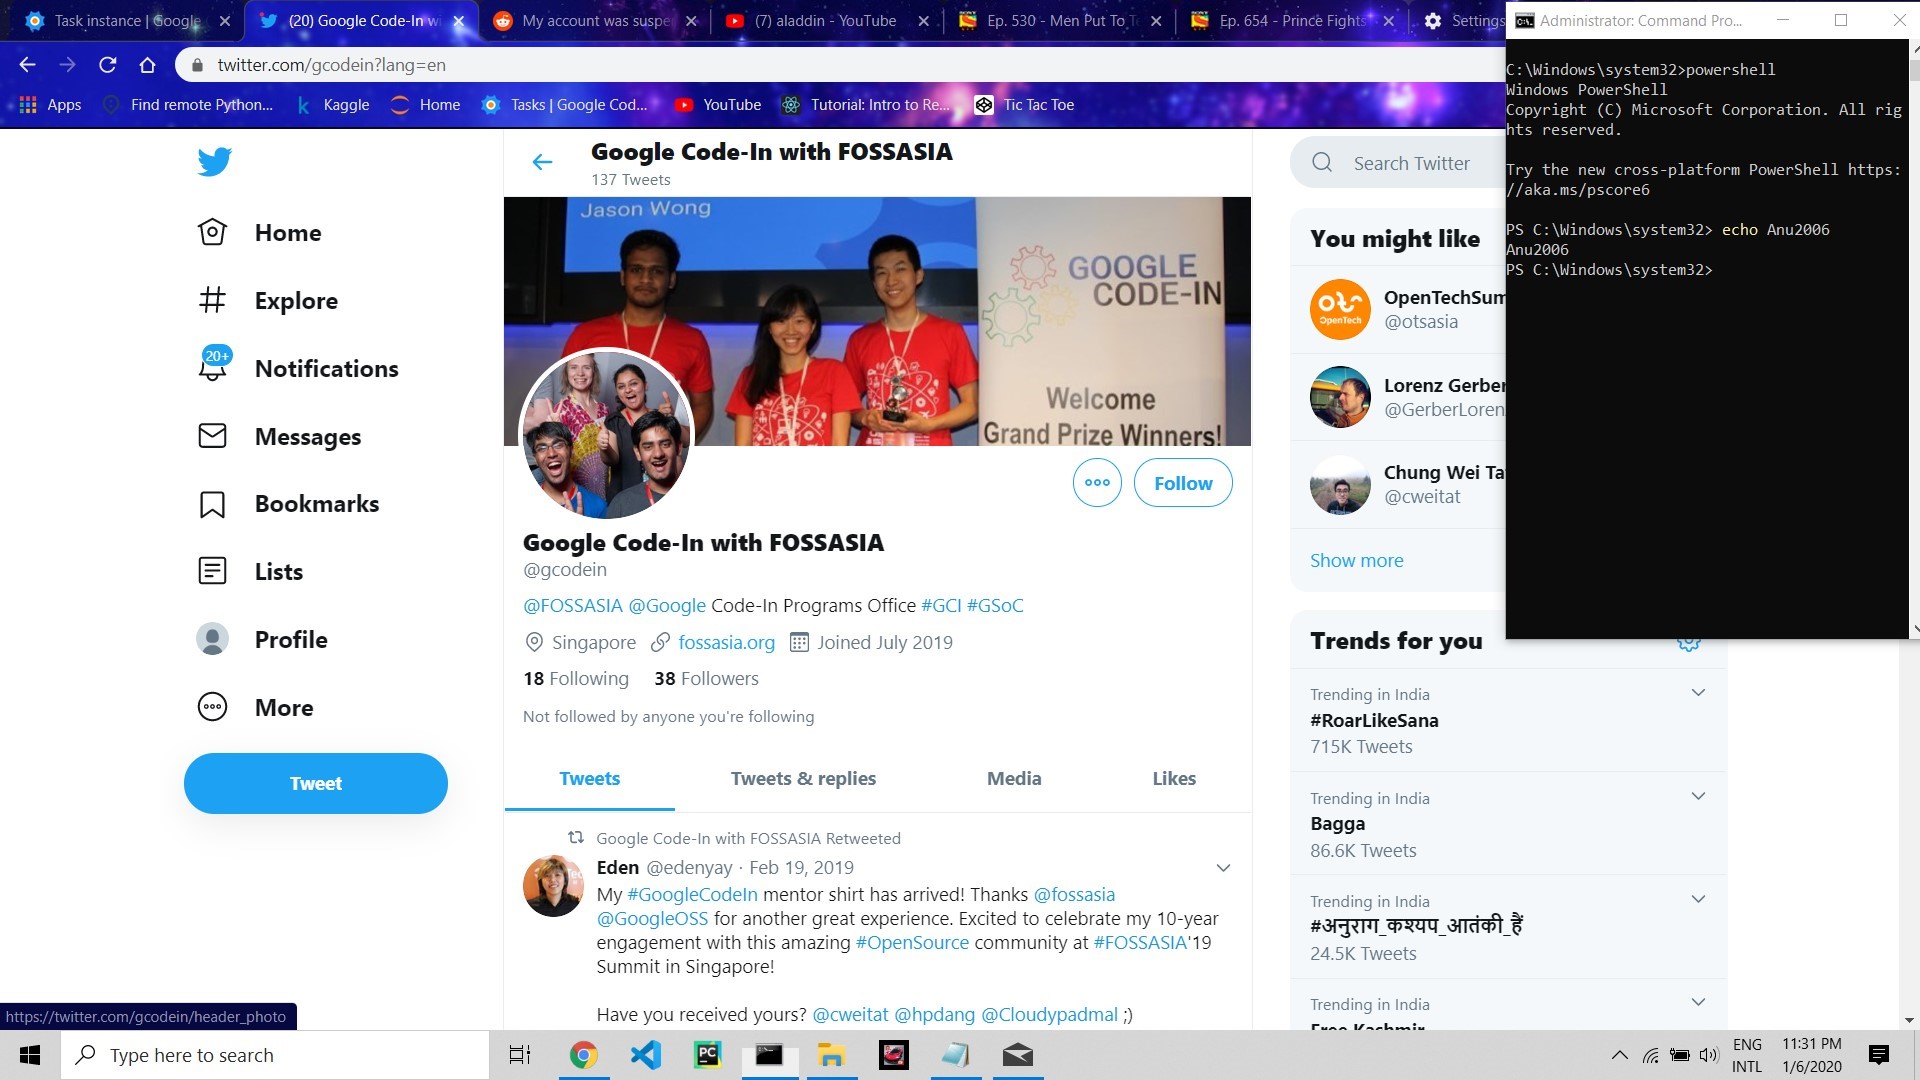 Task instance | Google
(20) Google Code-In wi
My account was suspe
(7) aladdin - YouTube
Ep. 530 - Men Put To T
Ep. 654 - Prince Fights
Settings
twitter.com/gcodein?lang=en
Apps
Find remote Python...
Kaggle
Home
Tasks | Google Cod...
YouTube
Tutorial: Intro to Re...
Tic Tac Toe
Home
Explore
20+
Notifications
Messages
Bookmarks
Lists
Profile
More
Tweet
Google Code-In with FOSSASIA
137 Tweets
Jason Wong
GOOGLE
CODE-IN
Welcome
Grand Prize Winners!
Follow
Google Code-In with FOSSASIA
@gcodein
@FOSSASIA @Google Code-In Programs Office #GCI #GSoC
Singapore fossasia.org Joined July 2019
18 Following 38 Followers
Not followed by anyone you're following
Tweets
Tweets & replies
Media
Likes
Google Code-In with FOSSASIA Retweeted
Eden @edenyay · Feb 19, 2019
My #GoogleCodeIn mentor shirt has arrived! Thanks @fossasia
@GoogleOSS for another great experience. Excited to celebrate my 10-year
engagement with this amazing #OpenSource community at #FOSSASIA'19
Summit in Singapore!
Have you received yours? @cweitat @hpdang @Cloudypadmal ;)
Search Twitter
You might like
OpenTechSum
@otsasia
OpenTech
Lorenz Gerber
@GerberLoren
Chung Wei Ta
@cweitat
Show more
Trends for you
Trending in India
#RoarLikeSana
715K Tweets
Trending in India
Bagga
86.6K Tweets
Trending in India
#अनुराग_कश्यप_आतंकी_हैं
24.5K Tweets
Trending in India
Free Kashmir
Administrator: Command Pro...
C:\Windows\system32>powershell
Windows PowerShell
Copyright (C) Microsoft Corporation. All rig
hts reserved.
Try the new cross-platform PowerShell https:
//aka.ms/pscore6
PS C:\Windows\system32> echo Anu2006
Anu2006
PS C:\Windows\system32>
https://twitter.com/gcodein/header_photo
Type here to search
PC
ENG
INTL
11:31 PM
1/6/2020